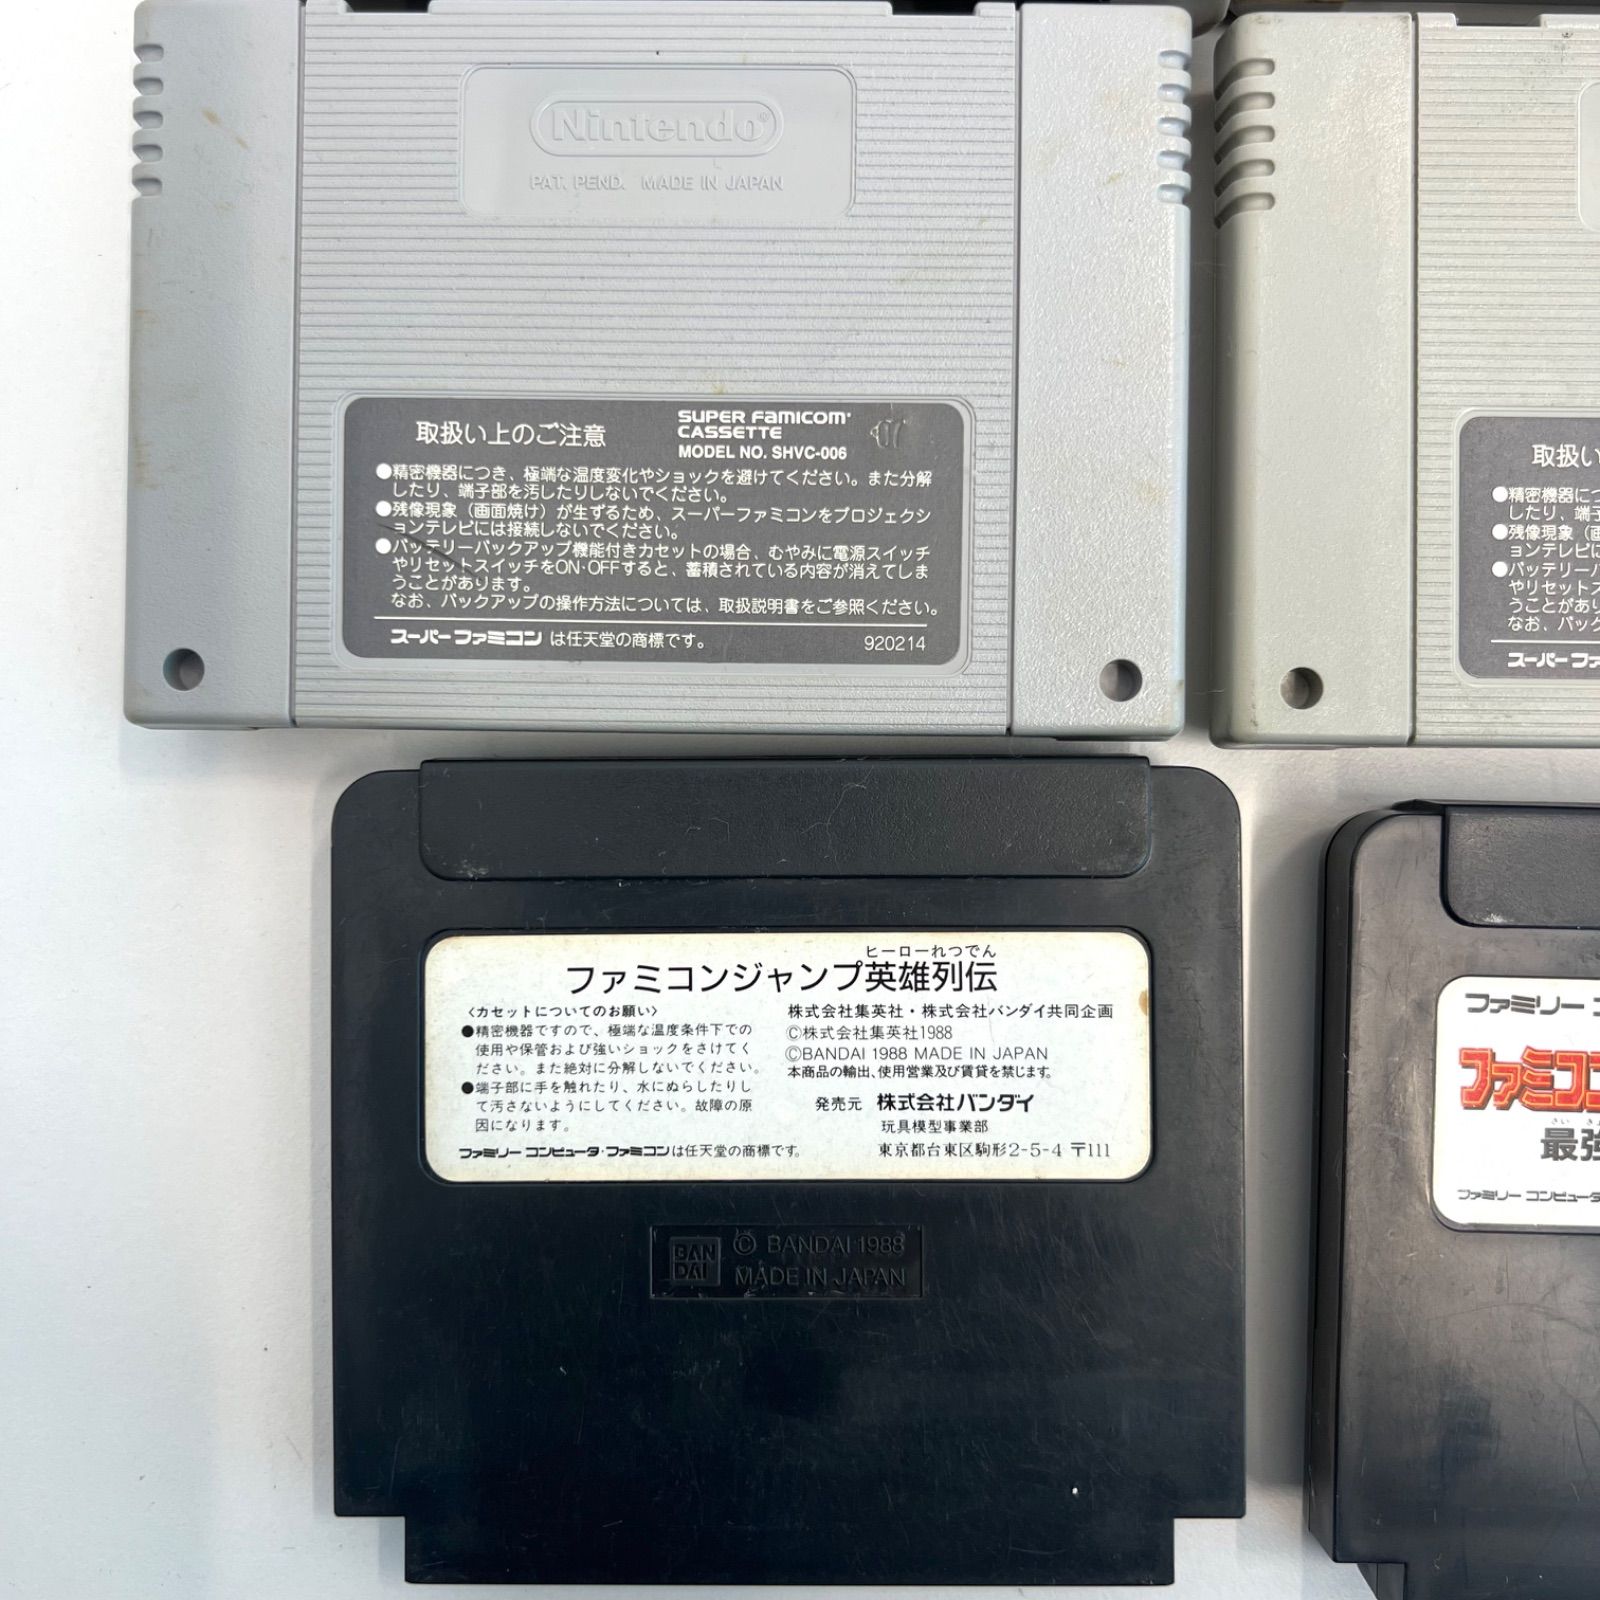 Nintendo®
PAT. PEND. MADE IN JAPAN
取扱い上のご注意
SUPER FAMICOM
CASSETTE
MODEL NO. SHVC-006
●精密機器につき、極端な温度変化やショックを避けてください。また分解
したり、端子部を汚したりしないでください。
●残像現象(画面焼け)が生ずるため、スーパーファミコンをプロジェクシ
ョンテレビには接続しないでください。
●バッテリーバックアップ機能付きカセットの場合、むやみに電源スイッチ
やリセットスイッチをON·OFFすると、蓄積されている内容が消えてしま
うことがあります。
なお、バックアップの操作方法については、取扱説明書をご参照ください。
スーパーファミコン は任天堂の商標です。
920214
取扱い
●精密機器につ
したり、端子
●残像現象(画
ョンテレビに
●バッテリーバ
やリセットス
うことがあり
なお、バック
スーパーファ
ヒーローれつでん
ファミコンジャンプ英雄列伝
〈カセットについてのお願い〉
●精密機器ですので、極端な温度条件下での
使用や保管および強いショックをさけてく
ださい。また絶対に分解しないでください。
●端子部に手を触れたり、水にぬらしたりし
て汚さないようにしてください。故障の原
因になります。
ファミリー コンピュータ・ファミコンは任天堂の商標です。
株式会社集英社・株式会社バンダイ共同企画
©株式会社集英社1988
©BANDAI 1988 MADE IN JAPAN
本商品の輸出、使用営業及び賃貸を禁じます。
発売元 株式会社バンダイ
玩具模型事業部
東京都台東区駒形2-5-4 〒111
BAN
DAI
© BANDAI 1988
MADE IN JAPAN
ファミリー コ
ファミコン
最強
ファミリー コンピュータ